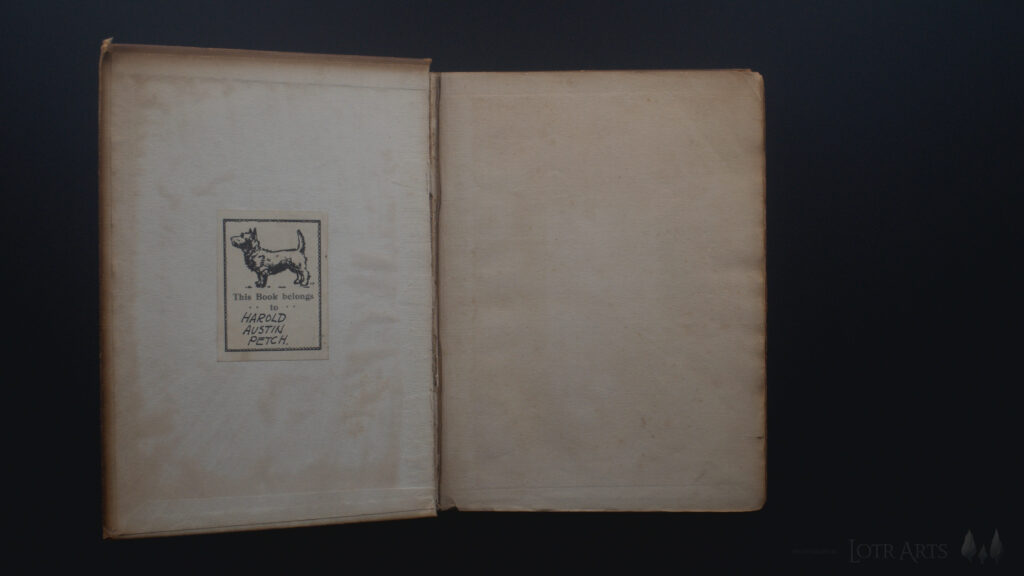 This Book belongs
to
HAROLD
AUSTIN
PETCH.
LOTR ARTS